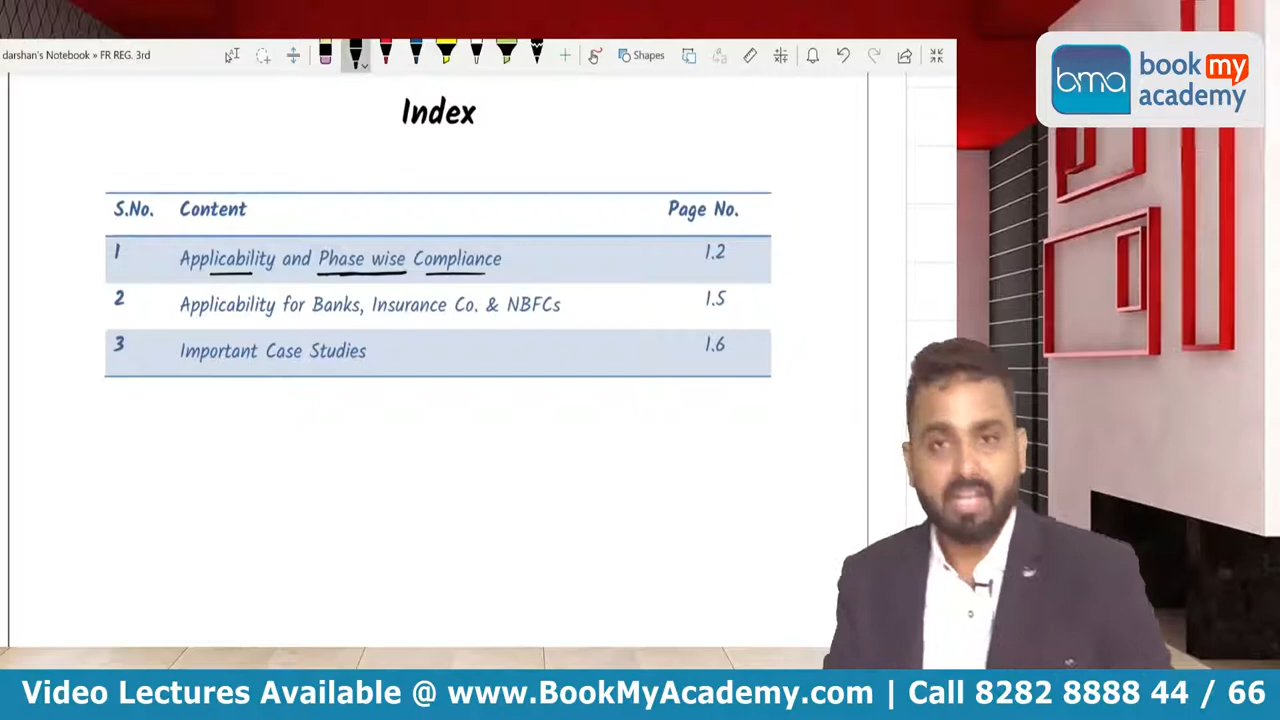 darshan's Notebook » FR REG. 3rd
Shapes
bma
book my
academy
Index
S.No. Content Page No.
1 Applicability and Phase wise Compliance 1.2
2 Applicability for Banks, Insurance Co. & NBFCs 1.5
3 Important Case Studies 1.6
Video Lectures Available @ www.BookMyAcademy.com | Call 8282 8888 44 / 66